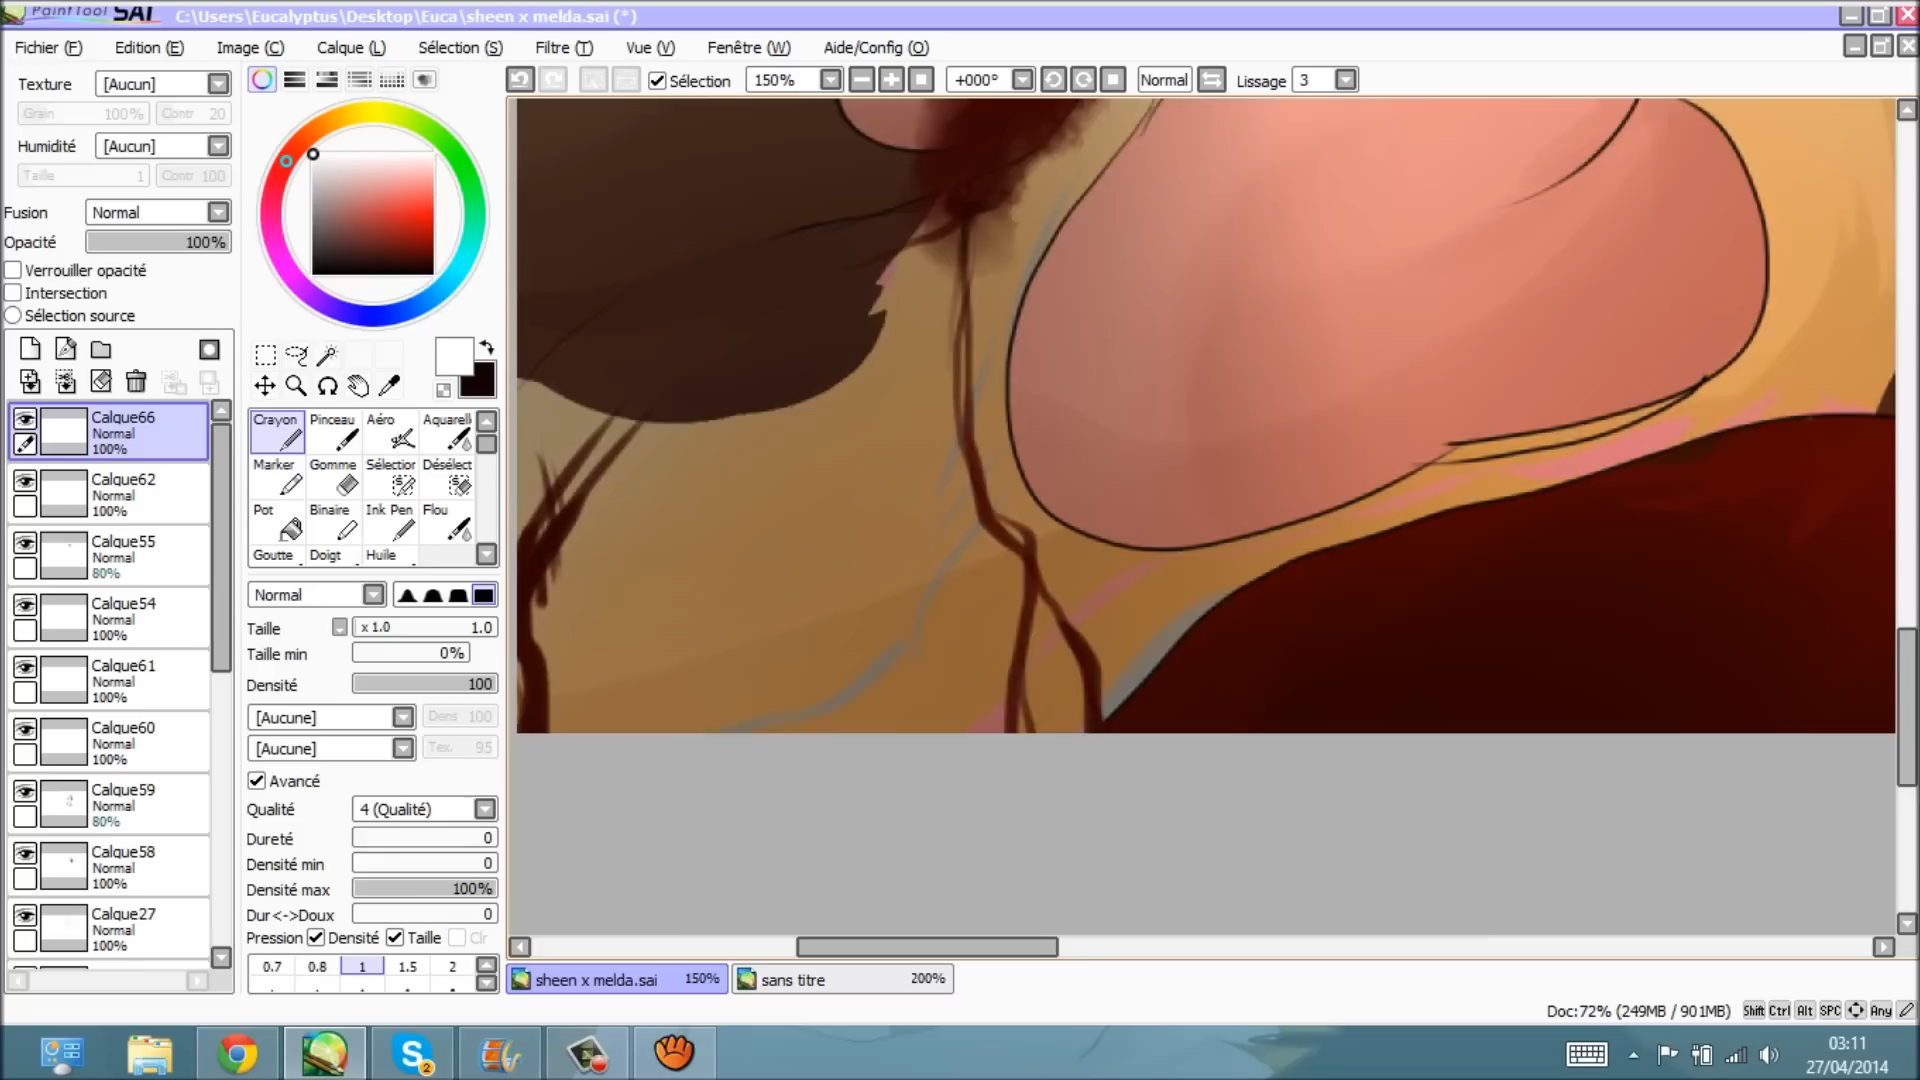 PaintTool SAI C:\Users\Eucalyptus\Desktop\Euca\sheen x melda.sai (*)
Fichier (F) Edition (E) Image (C) Calque (L) Sélection (S) Filtre (T) Vue (V) Fenêtre (W) Aide/Config (O)
Texture [Aucun]
Grain 100% Contr 20
Humidité [Aucun]
Taille 1 Contr 100
Fusion Normal
Opacité 100%
Verrouiller opacité
Intersection
Sélection source
Calque66
Normal
100%
Calque62
Normal
100%
Calque55
Normal
80%
Calque54
Normal
100%
Calque61
Normal
100%
Calque60
Normal
100%
Calque59
Normal
80%
Calque58
Normal
100%
Calque27
Normal
100%
Crayon Pinceau Aéro Aquarell
Marker Gomme Sélection Désélect
Pot Binaire Ink Pen Flou
Goutte Doigt Huile
Normal
Taille x 1.0 1.0
Taille min 0%
Densité 100
[Aucune] Dens 100
[Aucune] Tex. 95
Avancé
Qualité 4 (Qualité)
Dureté 0
Densité min 0
Densité max 100%
Dur<->Doux 0
Pression Densité Taille Clr
0.7 0.8 1 1.5 2
Sélection 150% +000° Normal Lissage 3
sheen x melda.sai 150% sans titre 200%
Doc:72% (249MB / 901MB) Shift Ctrl Alt SPC Any
2
03:11
27/04/2014